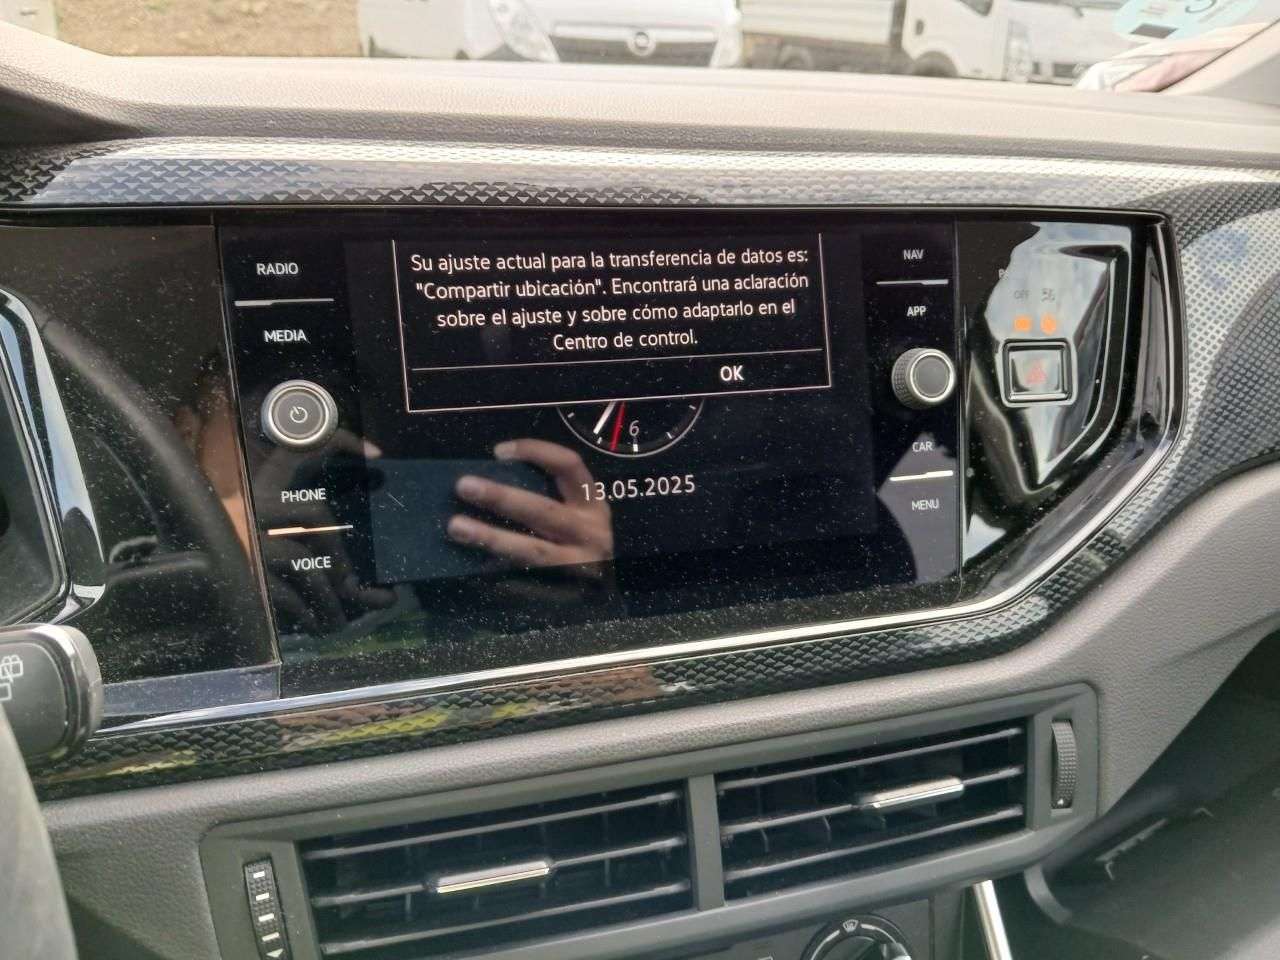 RADIO
MEDIA
PHONE
VOICE
Su ajuste actual para la transferencia de datos es:
"Compartir ubicación". Encontrará una aclaración
sobre el ajuste y sobre cómo adaptarlo en el
Centro de control.
OK
6
13.05.2025
NAV
APP
CAR
MENU
OFF